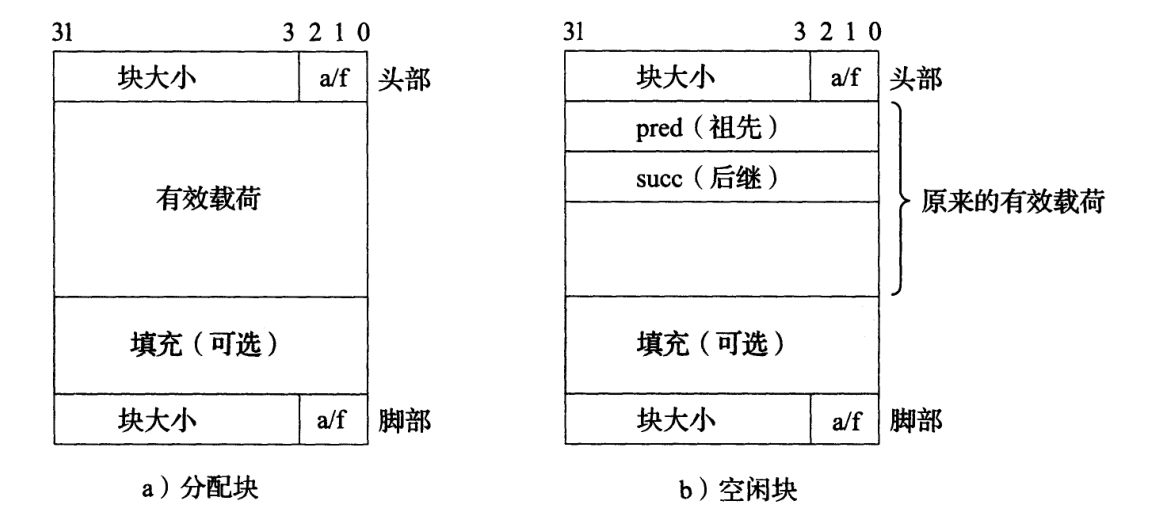 31 3 2 1 0
块大小 a/f 头部
有效载荷
填充（可选）
块大小 a/f 脚部
a）分配块
31 3 2 1 0
块大小 a/f 头部
pred（祖先）
succ（后继）
原来的有效载荷
填充（可选）
块大小 a/f 脚部
b）空闲块